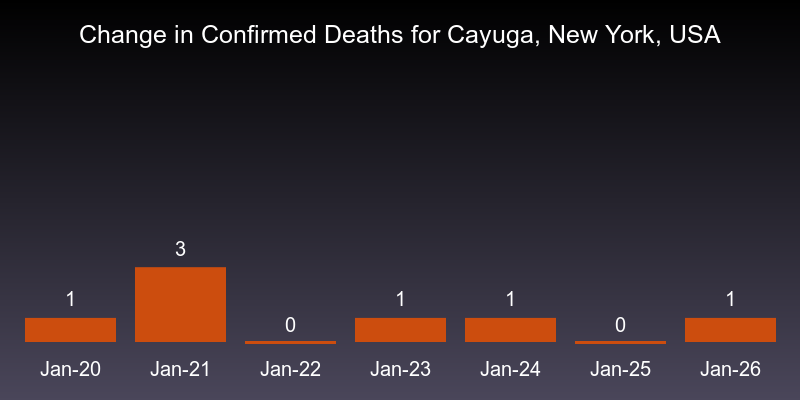 Change in Confirmed Deaths for Cayuga, New York, USA
1 3 0 1 1 0 1
Jan-20 Jan-21 Jan-22 Jan-23 Jan-24 Jan-25 Jan-26